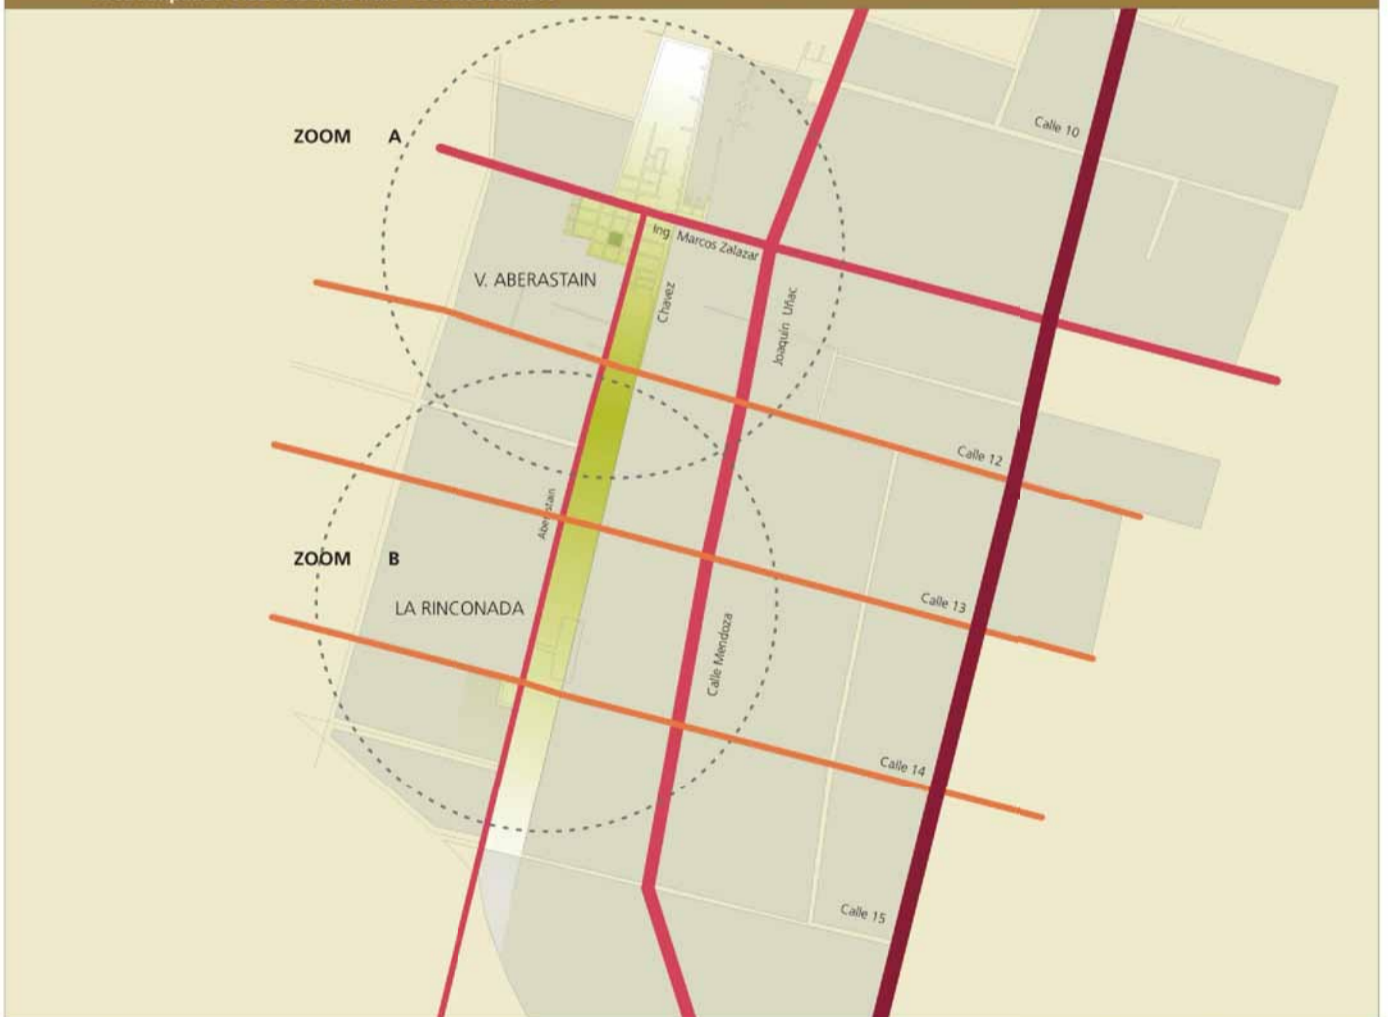 ZOOM A
Calle 10
Ing Marcos Zalazar
V. ABERASTAIN
Chavez
Joaquín Uñac
Calle 12
Aberastain
ZOOM B
Calle 13
LA RINCONADA
Calle Mendoza
Calle 14
Calle 15